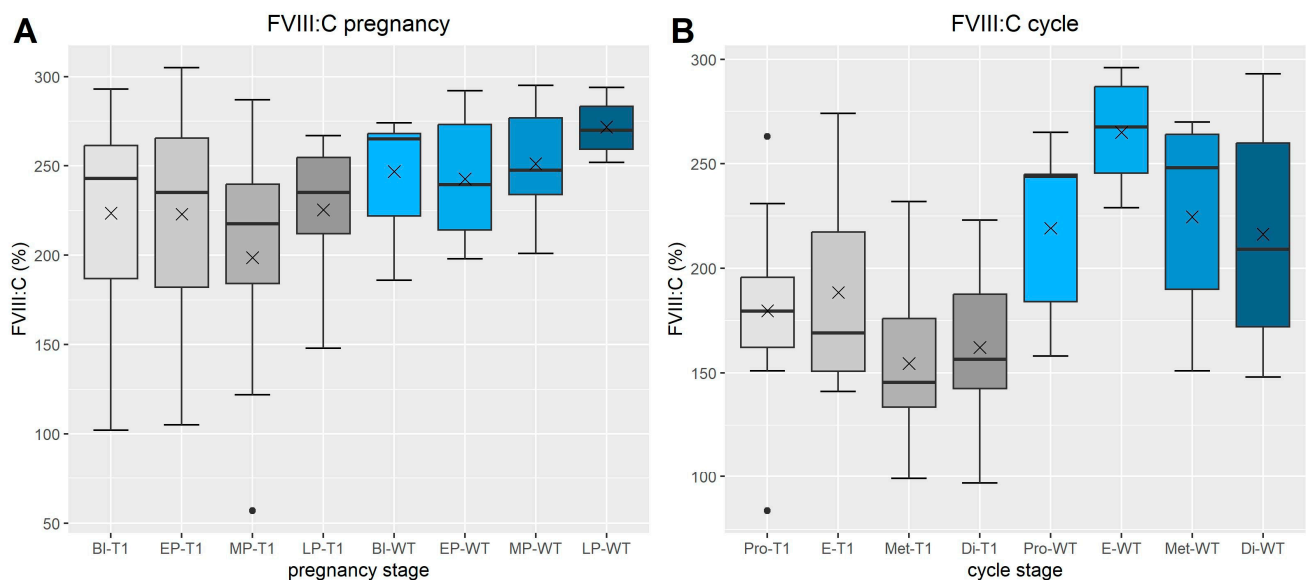 A
FVIII:C pregnancy
FVIII:C (%)
300
250
200
150
100
50
BI-T1 EP-T1 MP-T1 LP-T1 BI-WT EP-WT MP-WT LP-WT
pregnancy stage
B
FVIII:C cycle
FVIII:C (%)
300
250
200
150
100
Pro-T1 E-T1 Met-T1 Di-T1 Pro-WT E-WT Met-WT Di-WT
cycle stage